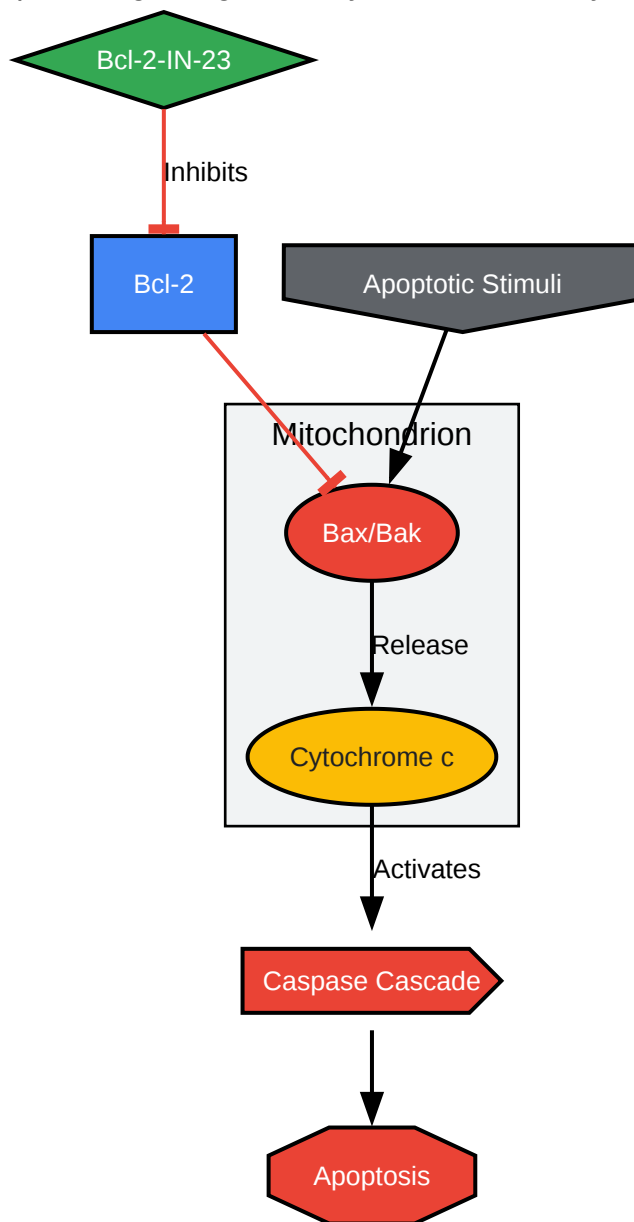 Bcl-2-IN-23
Inhibits
Bcl-2
Apoptotic Stimuli
Mitochondrion
Bax/Bak
Release
Cytochrome c
Activates
Caspase Cascade
Apoptosis